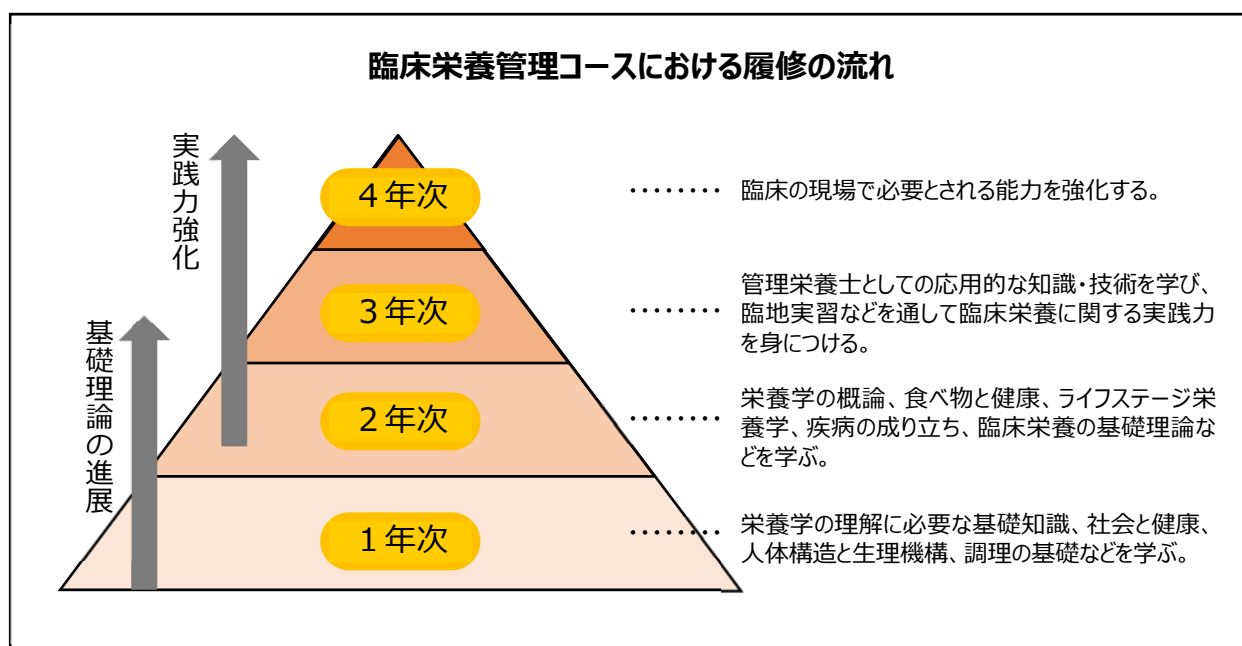 臨床栄養管理コースにおける履修の流れ
実践力強化
基礎理論の進展
4年次
‥‥‥‥ 臨床の現場で必要とされる能力を強化する。
3年次
管理栄養士としての応用的な知識・技術を学び、
‥‥‥‥ 臨地実習などを通して臨床栄養に関する実践力
を身につける。
2年次
栄養学の概論、食べ物と健康、ライフステージ栄
‥‥‥‥ 養学、疾病の成り立ち、臨床栄養の基礎理論な
どを学ぶ。
1年次
‥‥‥‥ 栄養学の理解に必要な基礎知識、社会と健康、
人体構造と生理機構、調理の基礎などを学ぶ。